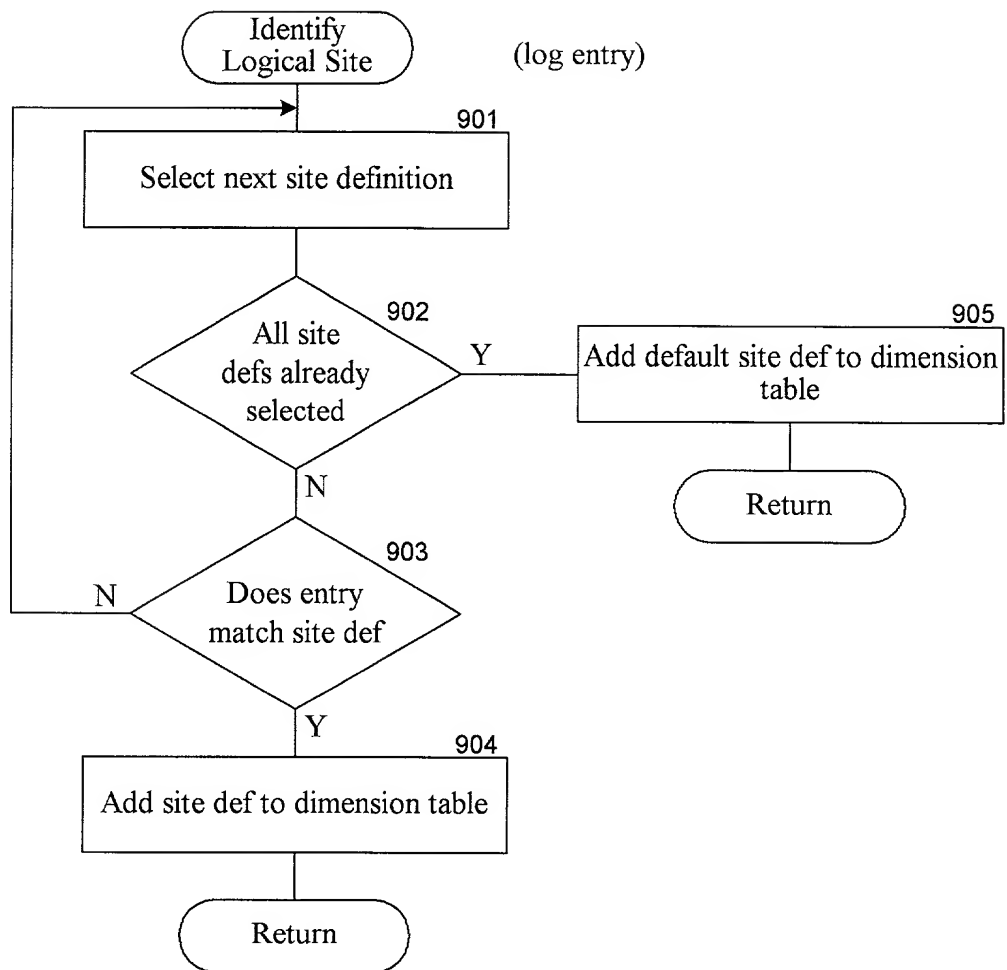 Identify
Logical Site
(log entry)
901
Select next site definition
902
All site
defs already
selected
Y
905
Add default site def to dimension
table
Return
N
903
Does entry
match site def
N
Y
904
Add site def to dimension table
Return